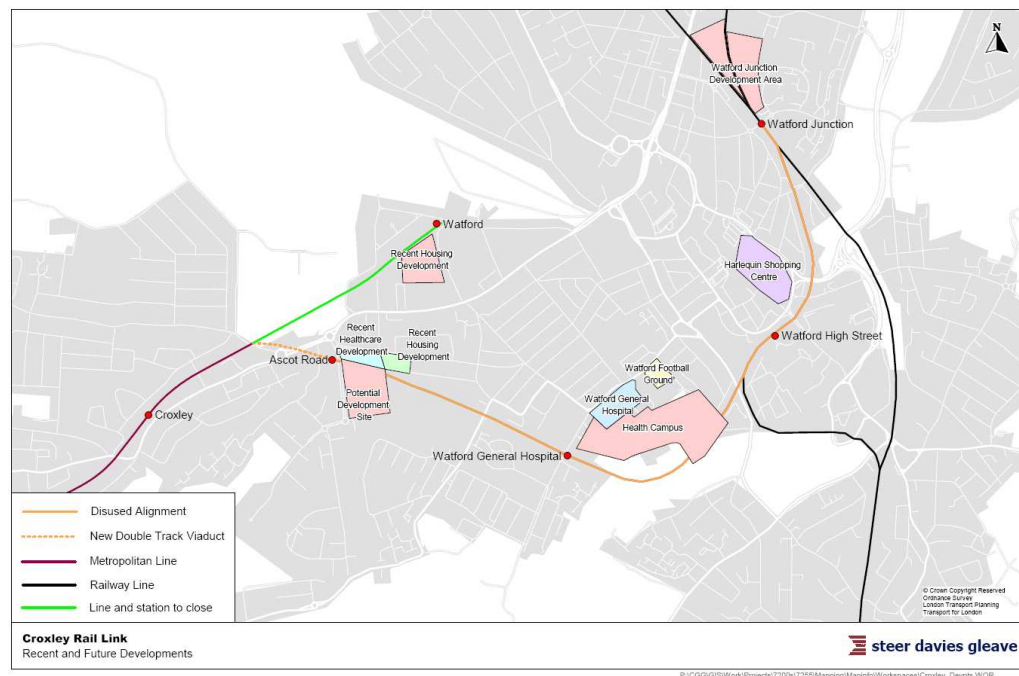 N
Watford Junction
Development Area
Watford Junction
Watford
Recent Housing
Development
Harlequin Shopping
Centre
Recent
Healthcare
Development
Recent
Housing
Development
Watford High Street
Ascot Road
Watford Football
Ground
Potential
Development
Site
Watford General
Hospital
Croxley
Health Campus
Watford General Hospital
Disused Alignment
New Double Track Viaduct
Metropolitan Line
Railway Line
Line and station to close
© Crown Copyright Reserved
Ordnance Survey
London Transport Planning
Transport for London
Croxley Rail Link
Recent and Future Developments
steer davies gleave